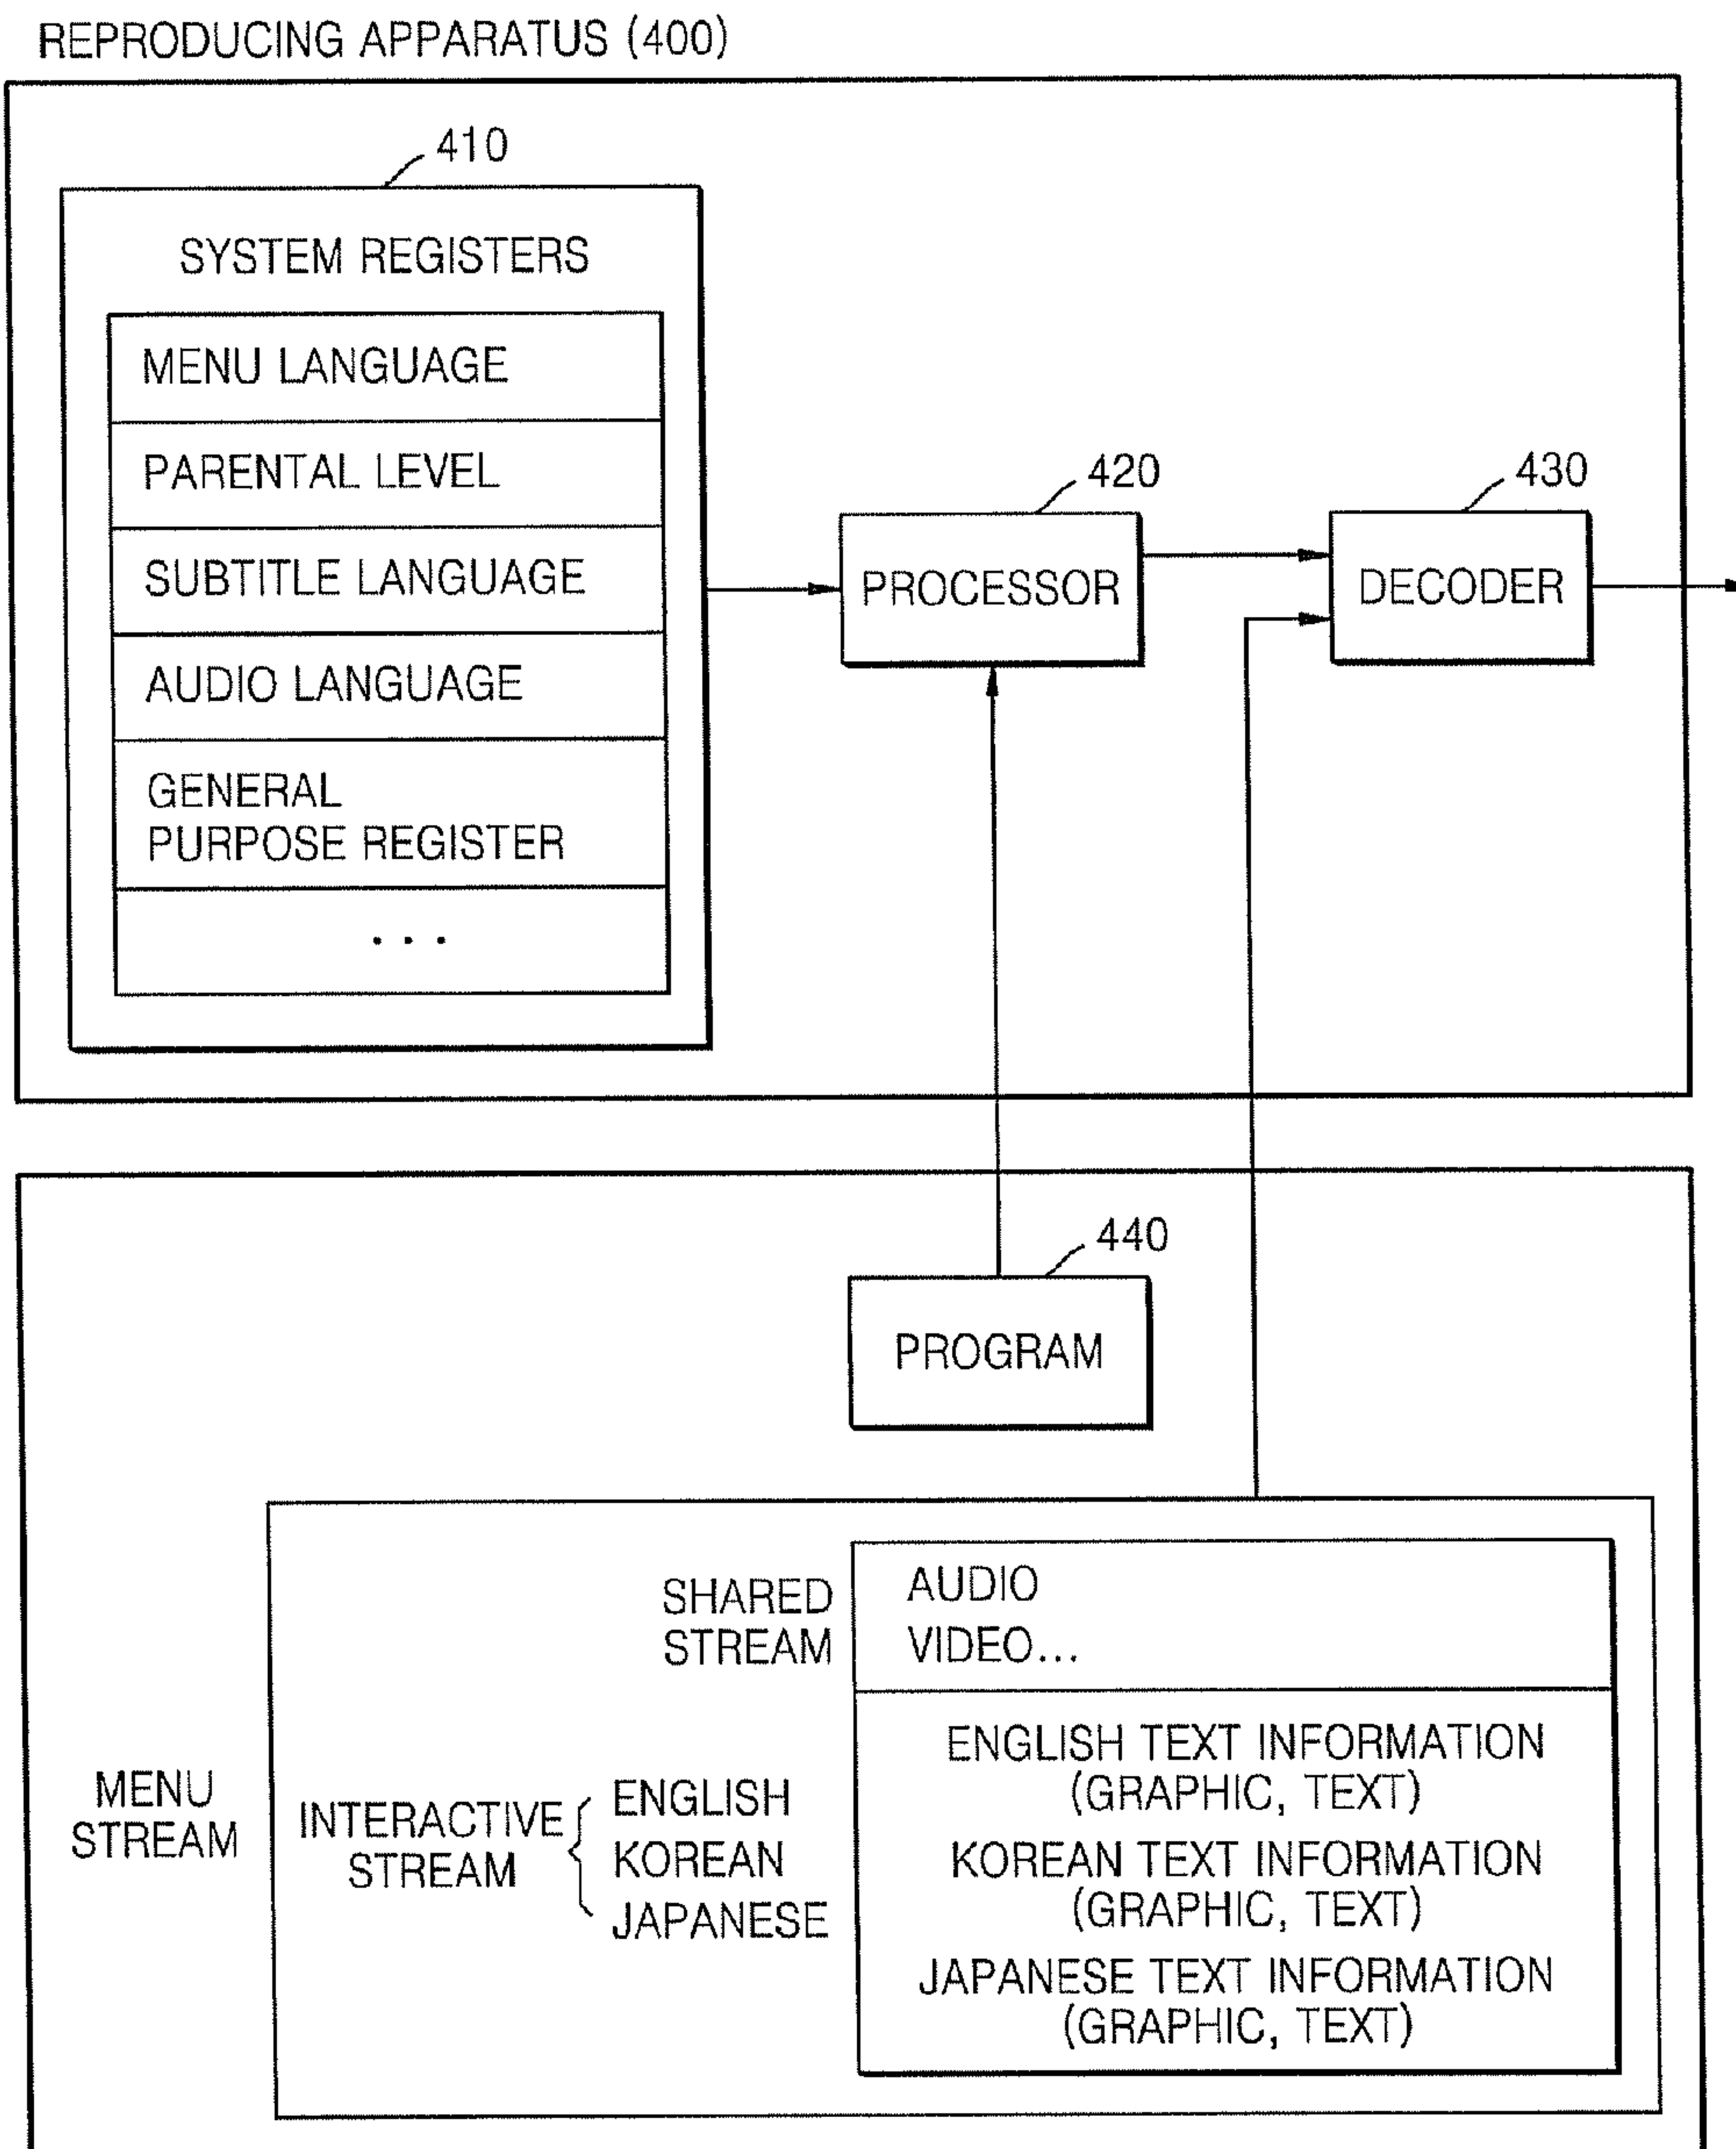 REPRODUCING APPARATUS (400)
410
SYSTEM REGISTERS
MENU LANGUAGE
PARENTAL LEVEL
SUBTITLE LANGUAGE
AUDIO LANGUAGE
GENERAL
PURPOSE REGISTER
...
420
PROCESSOR
430
DECODER
440
PROGRAM
MENU
STREAM
SHARED
STREAM
AUDIO
VIDEO...
INTERACTIVE
STREAM
ENGLISH
KOREAN
JAPANESE
ENGLISH TEXT INFORMATION
(GRAPHIC, TEXT)
KOREAN TEXT INFORMATION
(GRAPHIC, TEXT)
JAPANESE TEXT INFORMATION
(GRAPHIC, TEXT)